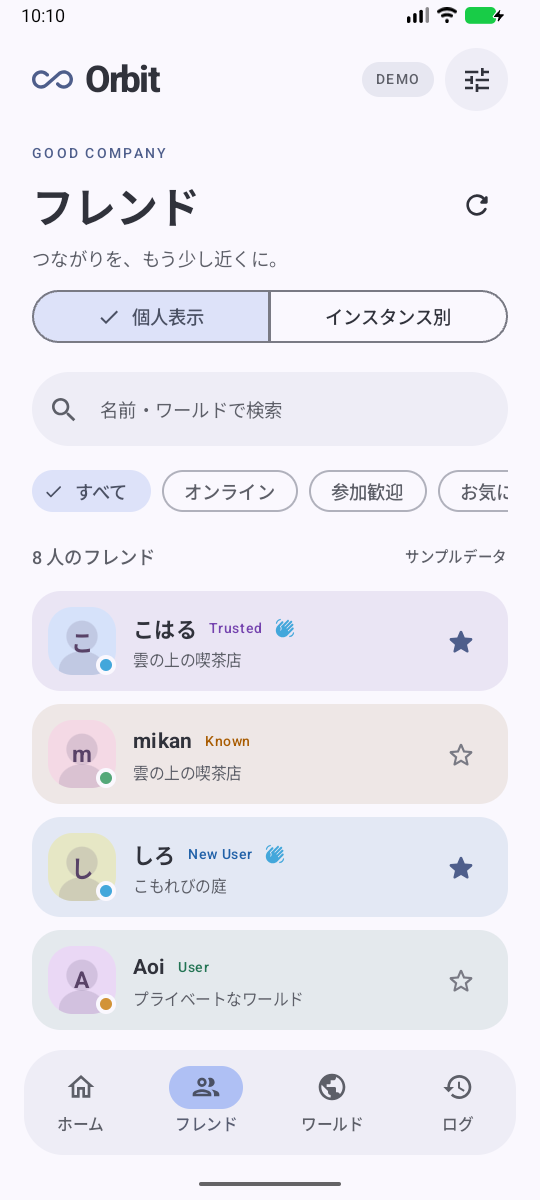 10:10
Orbit
DEMO
GOOD COMPANY
フレンド
つながりを、もう少し近くに。
個人表示
インスタンス別
名前・ワールドで検索
すべて
オンライン
参加歓迎
お気に
8 人のフレンド
サンプルデータ
こ
こはる Trusted
雲の上の喫茶店
m
mikan Known
雲の上の喫茶店
し
しろ New User
こもれびの庭
A
Aoi User
プライベートなワールド
ホーム
フレンド
ワールド
ログ